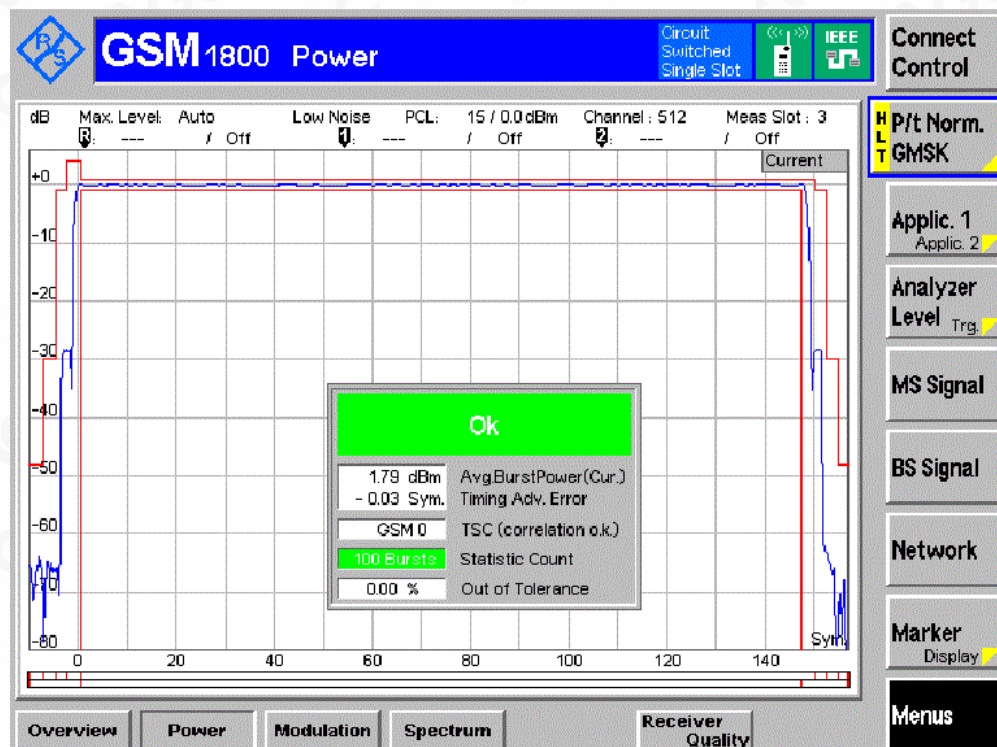 R&S
GSM 1800 Power
Circuit
Switched
Single Slot
IEEE
Connect
Control
dB Max. Level: Auto Low Noise PCL: 15 / 0.0 dBm Channel : 512 Meas Slot : 3
R: --- / Off 1: --- / Off 2: --- / Off
Current
H
L
T
P/t Norm.
GMSK
Applic. 1
Applic. 2
Analyzer
Level Trg.
MS Signal
BS Signal
Network
Marker
Display
Menus
+0
-10
-20
-30
-40
-50
-60
-70
-80
Ok
1.79 dBm Avg.BurstPower(Cur.)
- 0.03 Sym. Timing Adv. Error
GSM 0 TSC (correlation o.k.)
100 Bursts Statistic Count
0.00 % Out of Tolerance
Sym.
0 20 40 60 80 100 120 140
Overview Power Modulation Spectrum Receiver
Quality